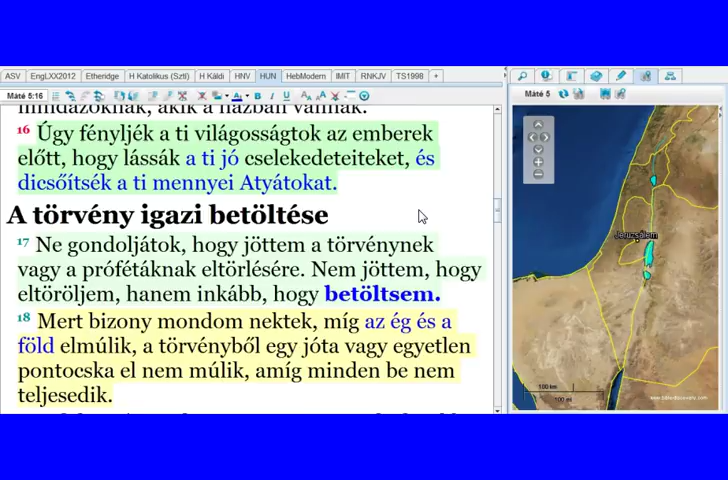 ASV EngLXX2012 Etheridge H Katolikus (SztI) H Káldi HNV HUN HebModern IMIT RNKJV TS1998 +
Máté 5:16
Máté 5
mindazoknak, akik a házban vannak.
16 Úgy fényljék a ti világosságtok az emberek
előtt, hogy lássák a ti jó cselekedeteiteket, és
dicsőítsék a ti mennyei Atyátokat.
A törvény igazi betöltése
17 Ne gondoljátok, hogy jöttem a törvénynek
vagy a prófétáknak eltörlésére. Nem jöttem, hogy
eltöröljem, hanem inkább, hogy betöltsem.
18 Mert bizony mondom nektek, míg az ég és a
föld elmúlik, a törvényből egy jóta vagy egyetlen
pontocska el nem múlik, amíg minden be nem
teljesedik.
Jeruzsálem
100 km
100 mi